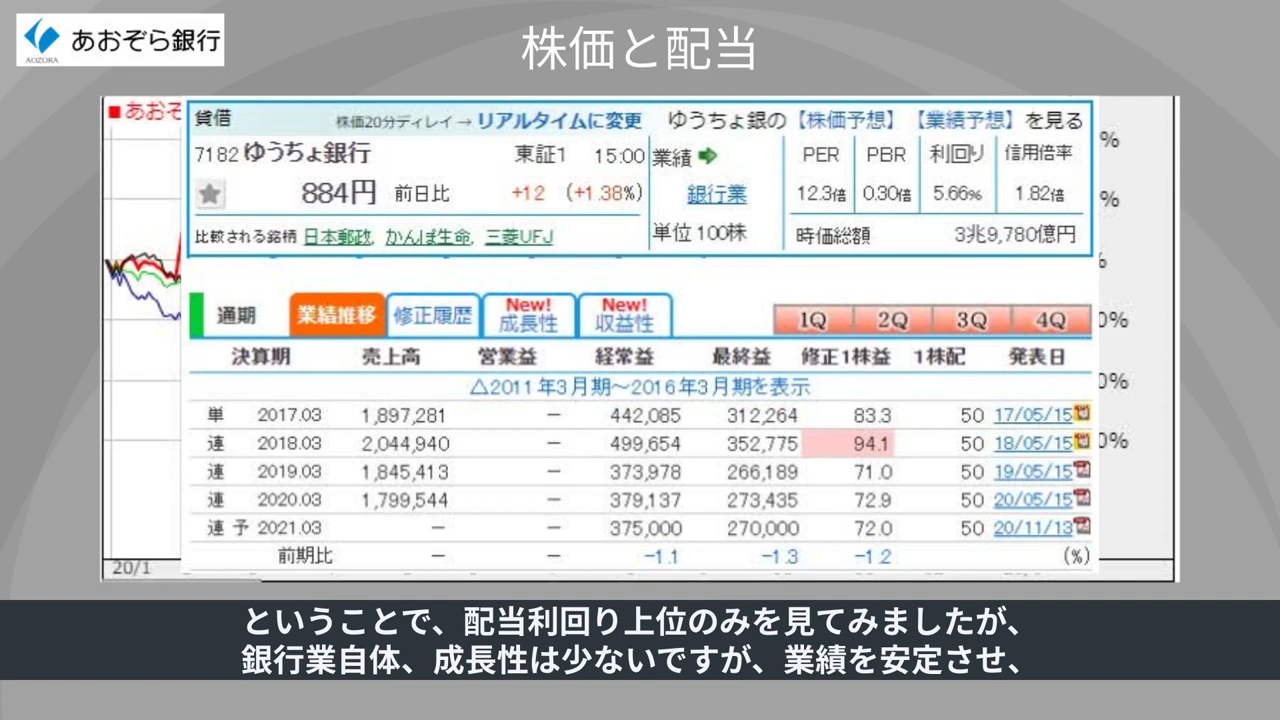 あおぞら銀行
AOZORA
株価と配当
■あおぞ
貸借
株価20分ディレイ → リアルタイムに変更
ゆうちょ銀の【株価予想】【業績予想】を見る
7182 ゆうちょ銀行 東証1 15:00
業績
PER PBR 利回り 信用倍率
★ 884円 前日比 +12 (+1.38%)
銀行業
12.3倍 0.30倍 5.66% 1.82倍
比較される銘柄 日本郵政, かんぽ生命, 三菱UFJ
単位 100株
時価総額 3兆9,780億円
通期 業績推移 修正履歴 New! 成長性 New! 収益性 1Q 2Q 3Q 4Q
決算期 売上高 営業益 経常益 最終益 修正1株益 1株配 発表日
△2011年3月期～2016年3月期を表示
単 2017.03 1,897,281 － 442,085 312,264 83.3 50 17/05/15
連 2018.03 2,044,940 － 499,654 352,775 94.1 50 18/05/15
連 2019.03 1,845,413 － 373,978 266,189 71.0 50 19/05/15
連 2020.03 1,799,544 － 379,137 273,435 72.9 50 20/05/15
連 予 2021.03 － － 375,000 270,000 72.0 50 20/11/13
前期比 － － -1.1 -1.3 -1.2 (%)
%
%
%
0%
0%
0%
20/1
ということで、配当利回り上位のみを見てみましたが、
銀行業自体、成長性は少ないですが、業績を安定させ、